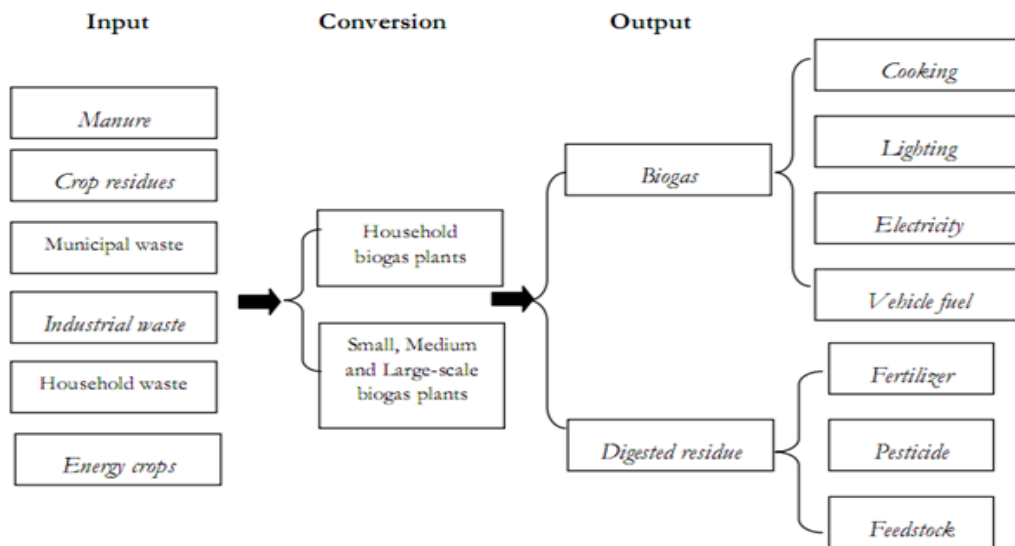 Input
Conversion
Output
Manure
Crop residues
Municipal waste
Industrial waste
Household waste
Energy crops
Household
biogas plants
Small, Medium
and Large-scale
biogas plants
Biogas
Digested residue
Cooking
Lighting
Electricity
Vehicle fuel
Fertilizer
Pesticide
Feedstock